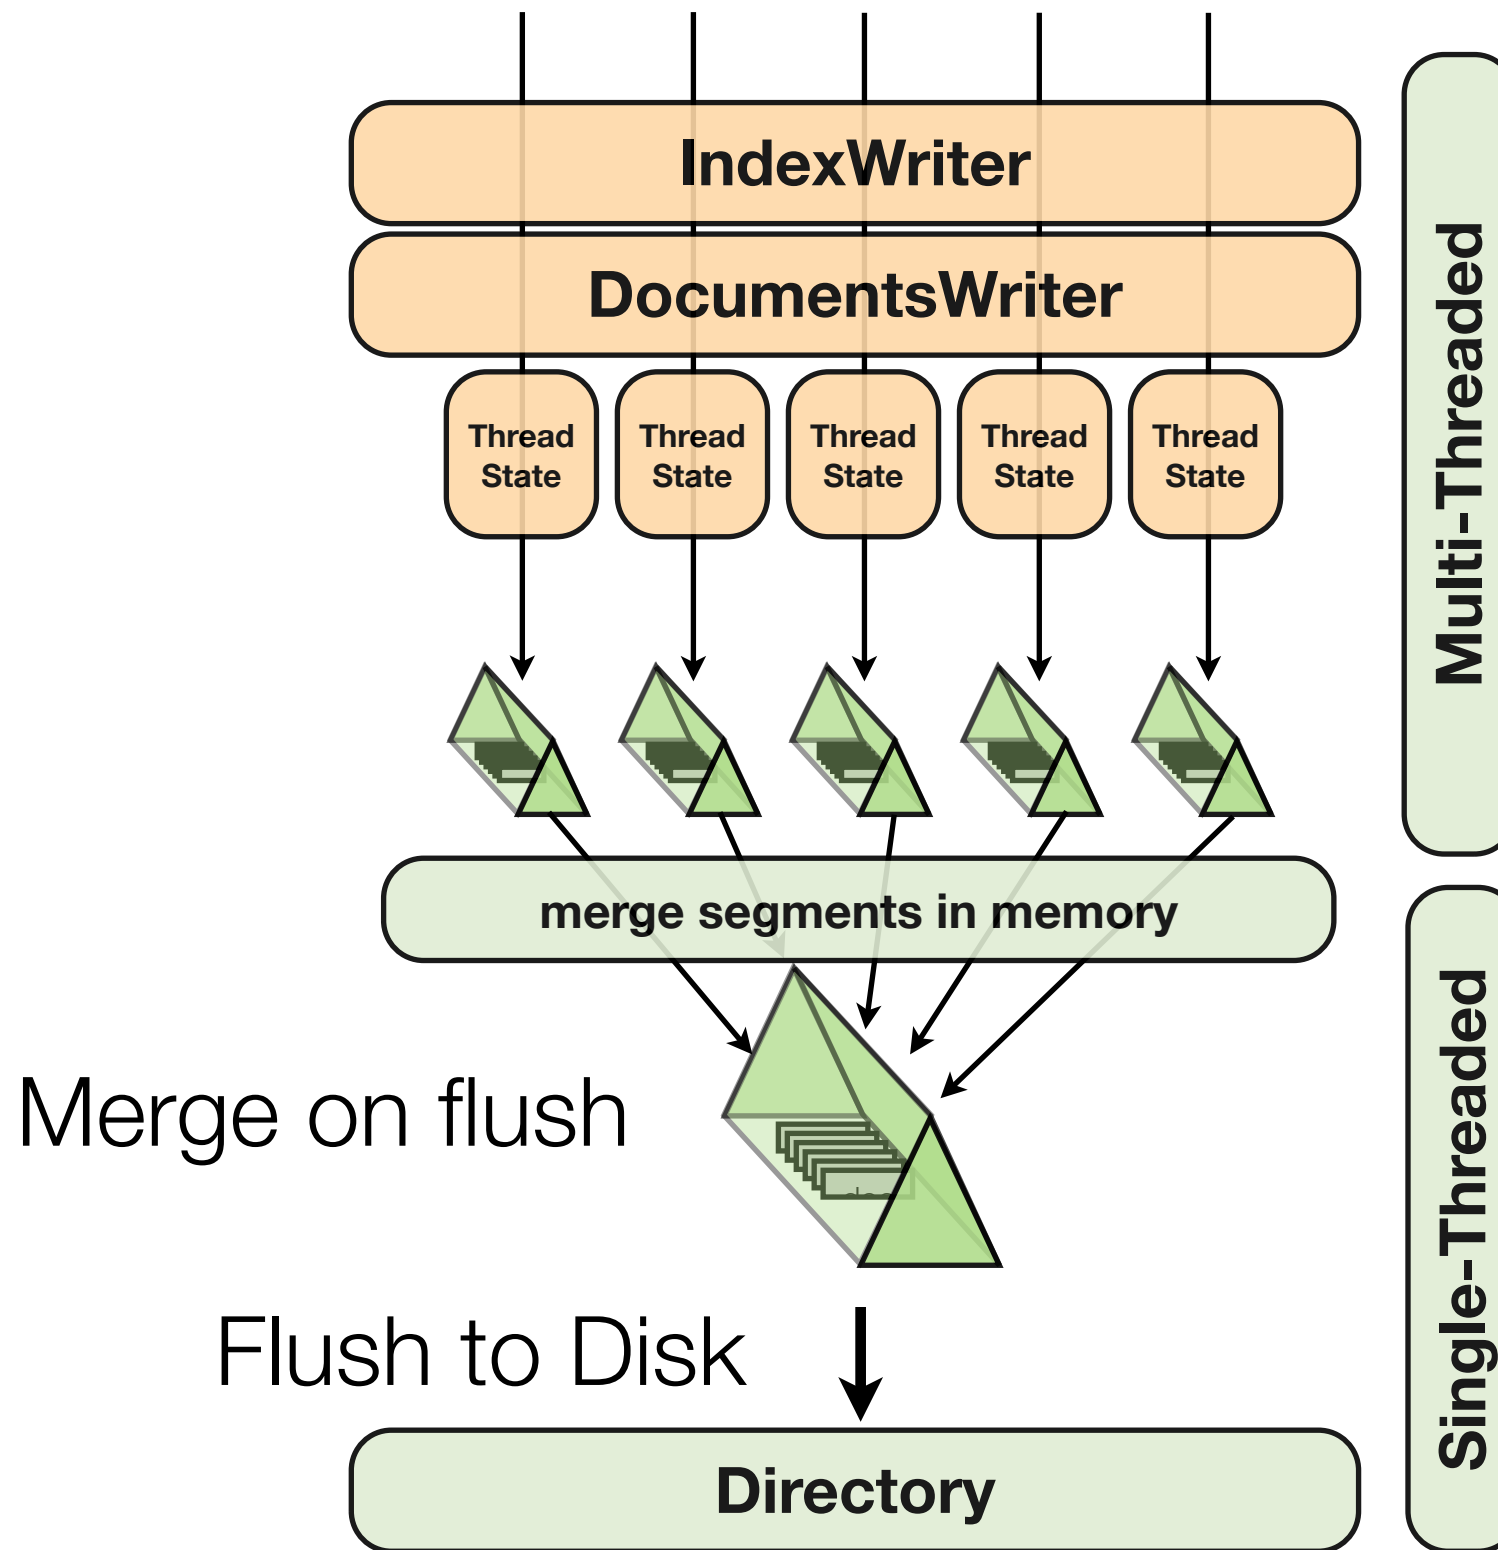 IndexWriter
DocumentsWriter
Thread
State
Thread
State
Thread
State
Thread
State
Thread
State
Multi-Threaded
merge segments in memory
Merge on flush
Flush to Disk
Directory
Single-Threaded